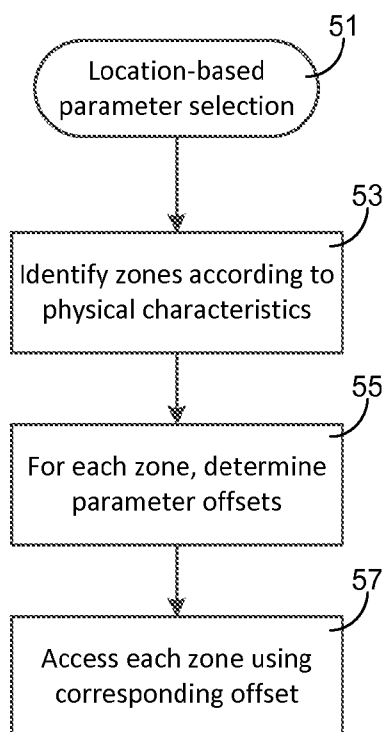 51
Location-based
parameter selection
53
Identify zones according to
physical characteristics
55
For each zone, determine
parameter offsets
57
Access each zone using
corresponding offset